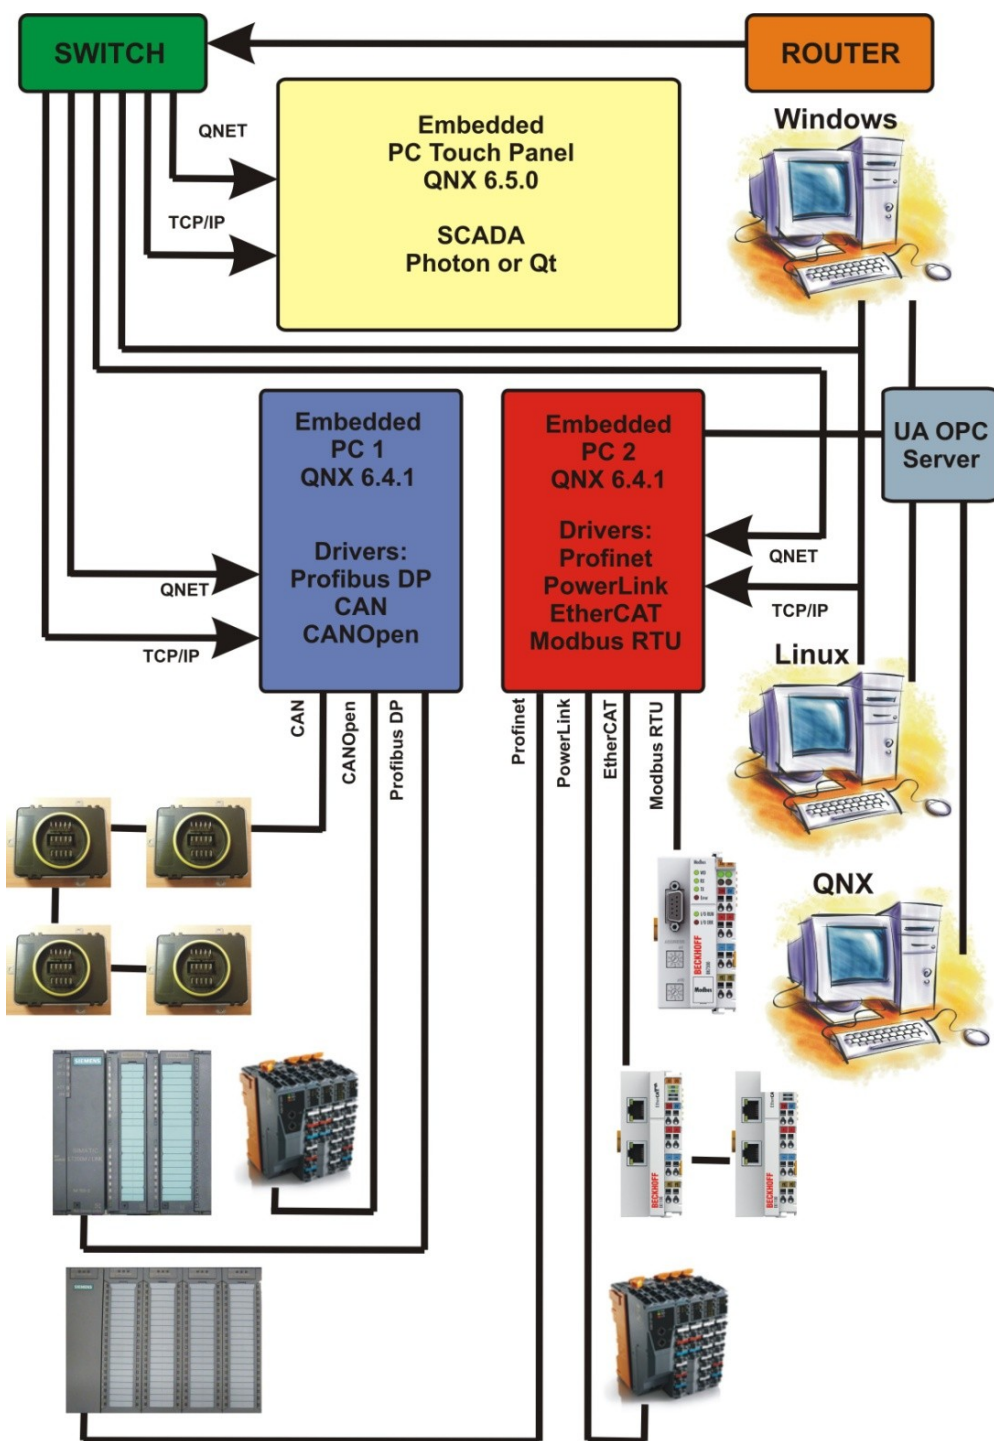 SWITCH
ROUTER
QNET
TCP/IP
Embedded
PC Touch Panel
QNX 6.5.0
SCADA
Photon or Qt
Windows
Embedded
PC 1
QNX 6.4.1
Drivers:
Profibus DP
CAN
CANOpen
Embedded
PC 2
QNX 6.4.1
Drivers:
Profinet
PowerLink
EtherCAT
Modbus RTU
UA OPC
Server
QNET
TCP/IP
QNET
TCP/IP
Linux
CAN
CANOpen
Profibus DP
Profinet
PowerLink
EtherCAT
Modbus RTU
QNX
BECKHOFF
Modbus
SIEMENS
BECKHOFF
BECKHOFF
SIEMENS